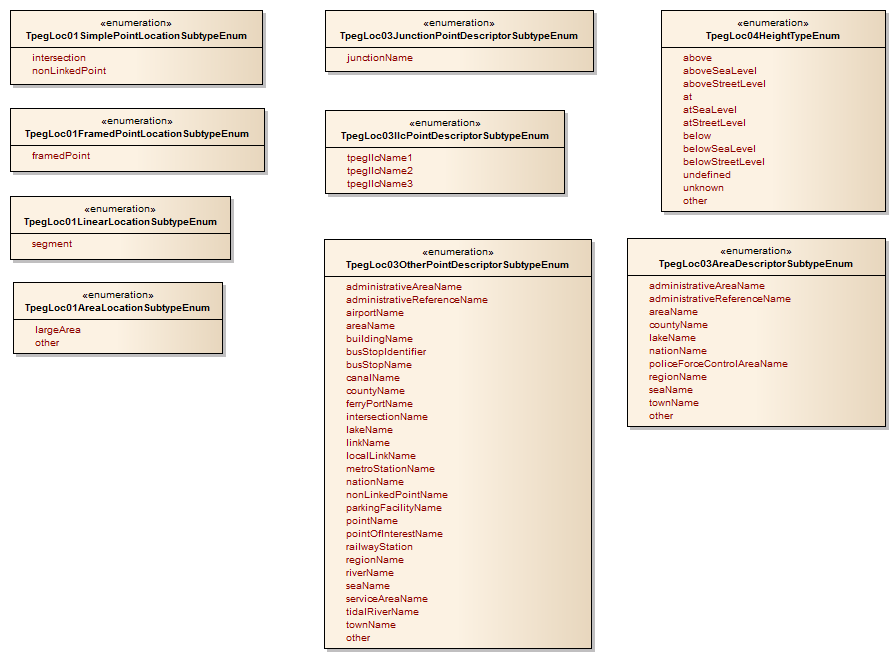 «enumeration»
TpegLoc01SimplePointLocationSubtypeEnum
intersection
nonLinkedPoint
«enumeration»
TpegLoc01FramedPointLocationSubtypeEnum
framedPoint
«enumeration»
TpegLoc01LinearLocationSubtypeEnum
segment
«enumeration»
TpegLoc01AreaLocationSubtypeEnum
largeArea
other
«enumeration»
TpegLoc03JunctionPointDescriptorSubtypeEnum
junctionName
«enumeration»
TpegLoc03IlcPointDescriptorSubtypeEnum
tpegIlcName1
tpegIlcName2
tpegIlcName3
«enumeration»
TpegLoc03OtherPointDescriptorSubtypeEnum
administrativeAreaName
administrativeReferenceName
airportName
areaName
buildingName
busStopIdentifier
busStopName
canalName
countyName
ferryPortName
intersectionName
lakeName
linkName
localLinkName
metroStationName
nationName
nonLinkedPointName
parkingFacilityName
pointName
pointOfInterestName
railwayStation
regionName
riverName
seaName
serviceAreaName
tidalRiverName
townName
other
«enumeration»
TpegLoc04HeightTypeEnum
above
aboveSeaLevel
aboveStreetLevel
at
atSeaLevel
atStreetLevel
below
belowSeaLevel
belowStreetLevel
undefined
unknown
other
«enumeration»
TpegLoc03AreaDescriptorSubtypeEnum
administrativeAreaName
administrativeReferenceName
areaName
countyName
lakeName
nationName
policeForceControlAreaName
regionName
seaName
townName
other